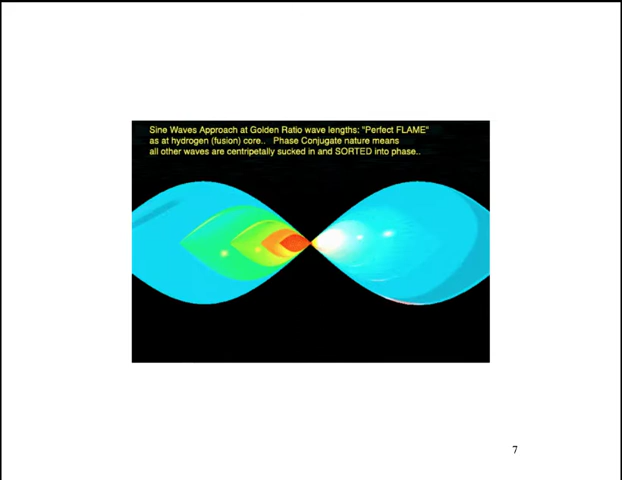 Sine Waves Approach at Golden Ratio wave lengths: "Perfect FLAME"
as at hydrogen (fusion) core.. Phase Conjugate nature means
all other waves are centripetally sucked in and SORTED into phase..
7